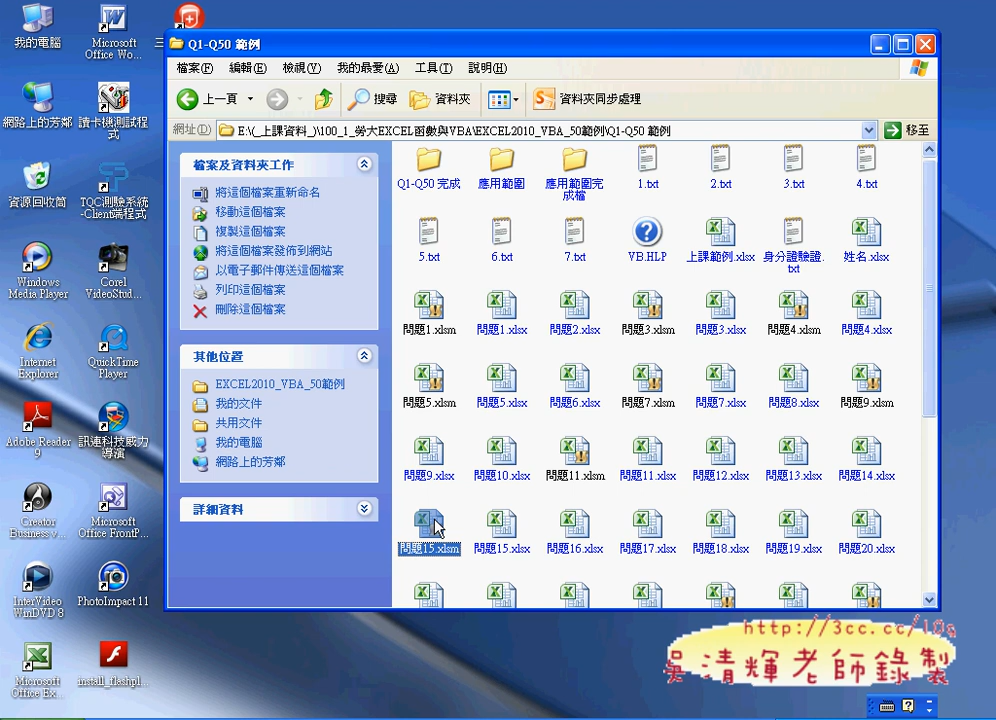 我的電腦
Microsoft
Office Wo...
三
網路上的芳鄰
讀卡機測試程
式
資源回收筒
TQC測驗系統
-Client端程式
Windows
Media Player
Corel
VideoStud...
Internet
Explorer
QuickTime
Player
Adobe Reader
9
訊連科技威力
導演
Creator
Business v...
Microsoft
Office FrontP...
InterVideo
WinDVD 8
PhotoImpact 11
Microsoft
Office Ex...
install_flashpl...
Q1-Q50 範例
檔案(F) 編輯(E) 檢視(V) 我的最愛(A) 工具(T) 說明(H)
上一頁 搜尋 資料夾 資料夾同步處理
網址(D) E:\(_上課資料_)\100_1_勞大EXCEL函數與VBA\EXCEL2010_VBA_50範例\Q1-Q50 範例 移至
檔案及資料夾工作
將這個檔案重新命名
移動這個檔案
複製這個檔案
將這個檔案發佈到網站
以電子郵件傳送這個檔案
列印這個檔案
刪除這個檔案
其他位置
EXCEL2010_VBA_50範例
我的文件
共用文件
我的電腦
網路上的芳鄰
詳細資料
Q1-Q50 完成 應用範圍 應用範圍完
成檔 1.txt 2.txt 3.txt 4.txt
5.txt 6.txt 7.txt VB.HLP 上課範例.xlsx 身分證驗證.
txt 姓名.xlsx
問題1.xlsm 問題1.xlsx 問題2.xlsx 問題3.xlsm 問題3.xlsx 問題4.xlsm 問題4.xlsx
問題5.xlsm 問題5.xlsx 問題6.xlsx 問題7.xlsm 問題7.xlsx 問題8.xlsx 問題9.xlsm
問題9.xlsx 問題10.xlsx 問題11.xlsm 問題11.xlsx 問題12.xlsx 問題13.xlsx 問題14.xlsx
問題15.xlsm 問題15.xlsx 問題16.xlsx 問題17.xlsx 問題18.xlsx 問題19.xlsx 問題20.xlsx
http://3cc.cc/10a
吳清輝老師錄製